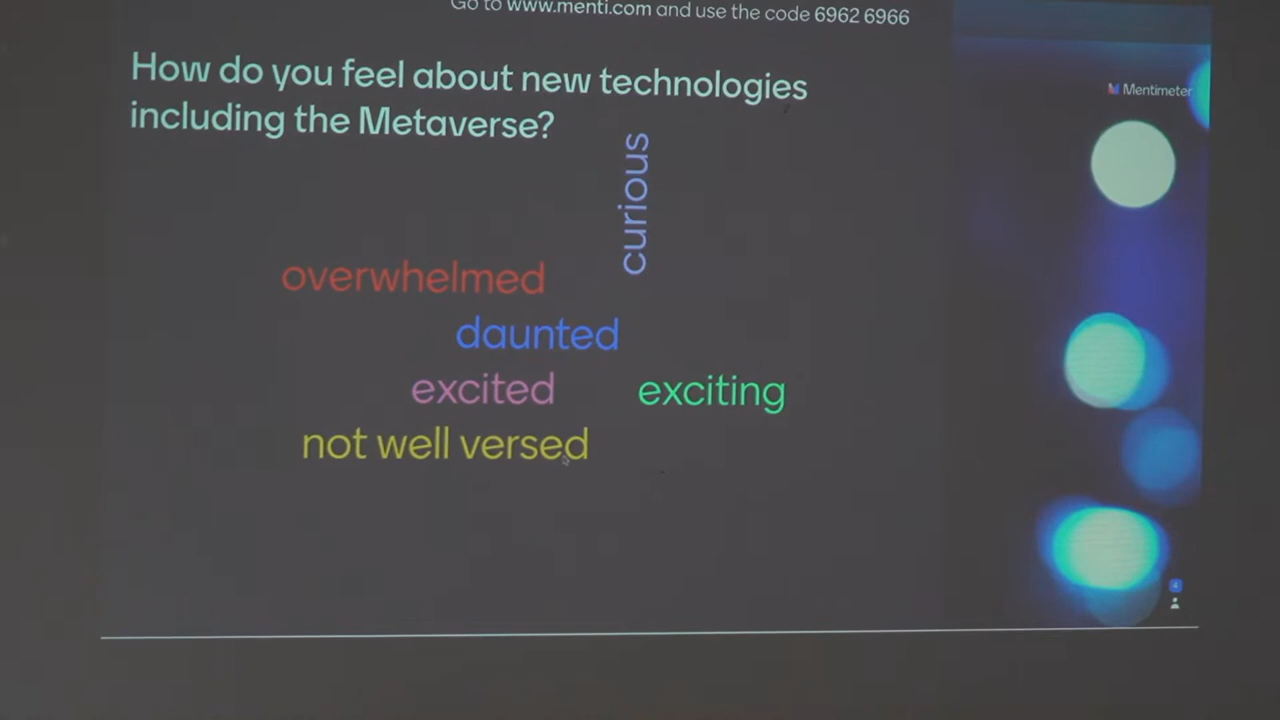 Go to www.menti.com and use the code 6962 6966
How do you feel about new technologies
including the Metaverse?
Mentimeter
curious
overwhelmed
daunted
excited
exciting
not well versed